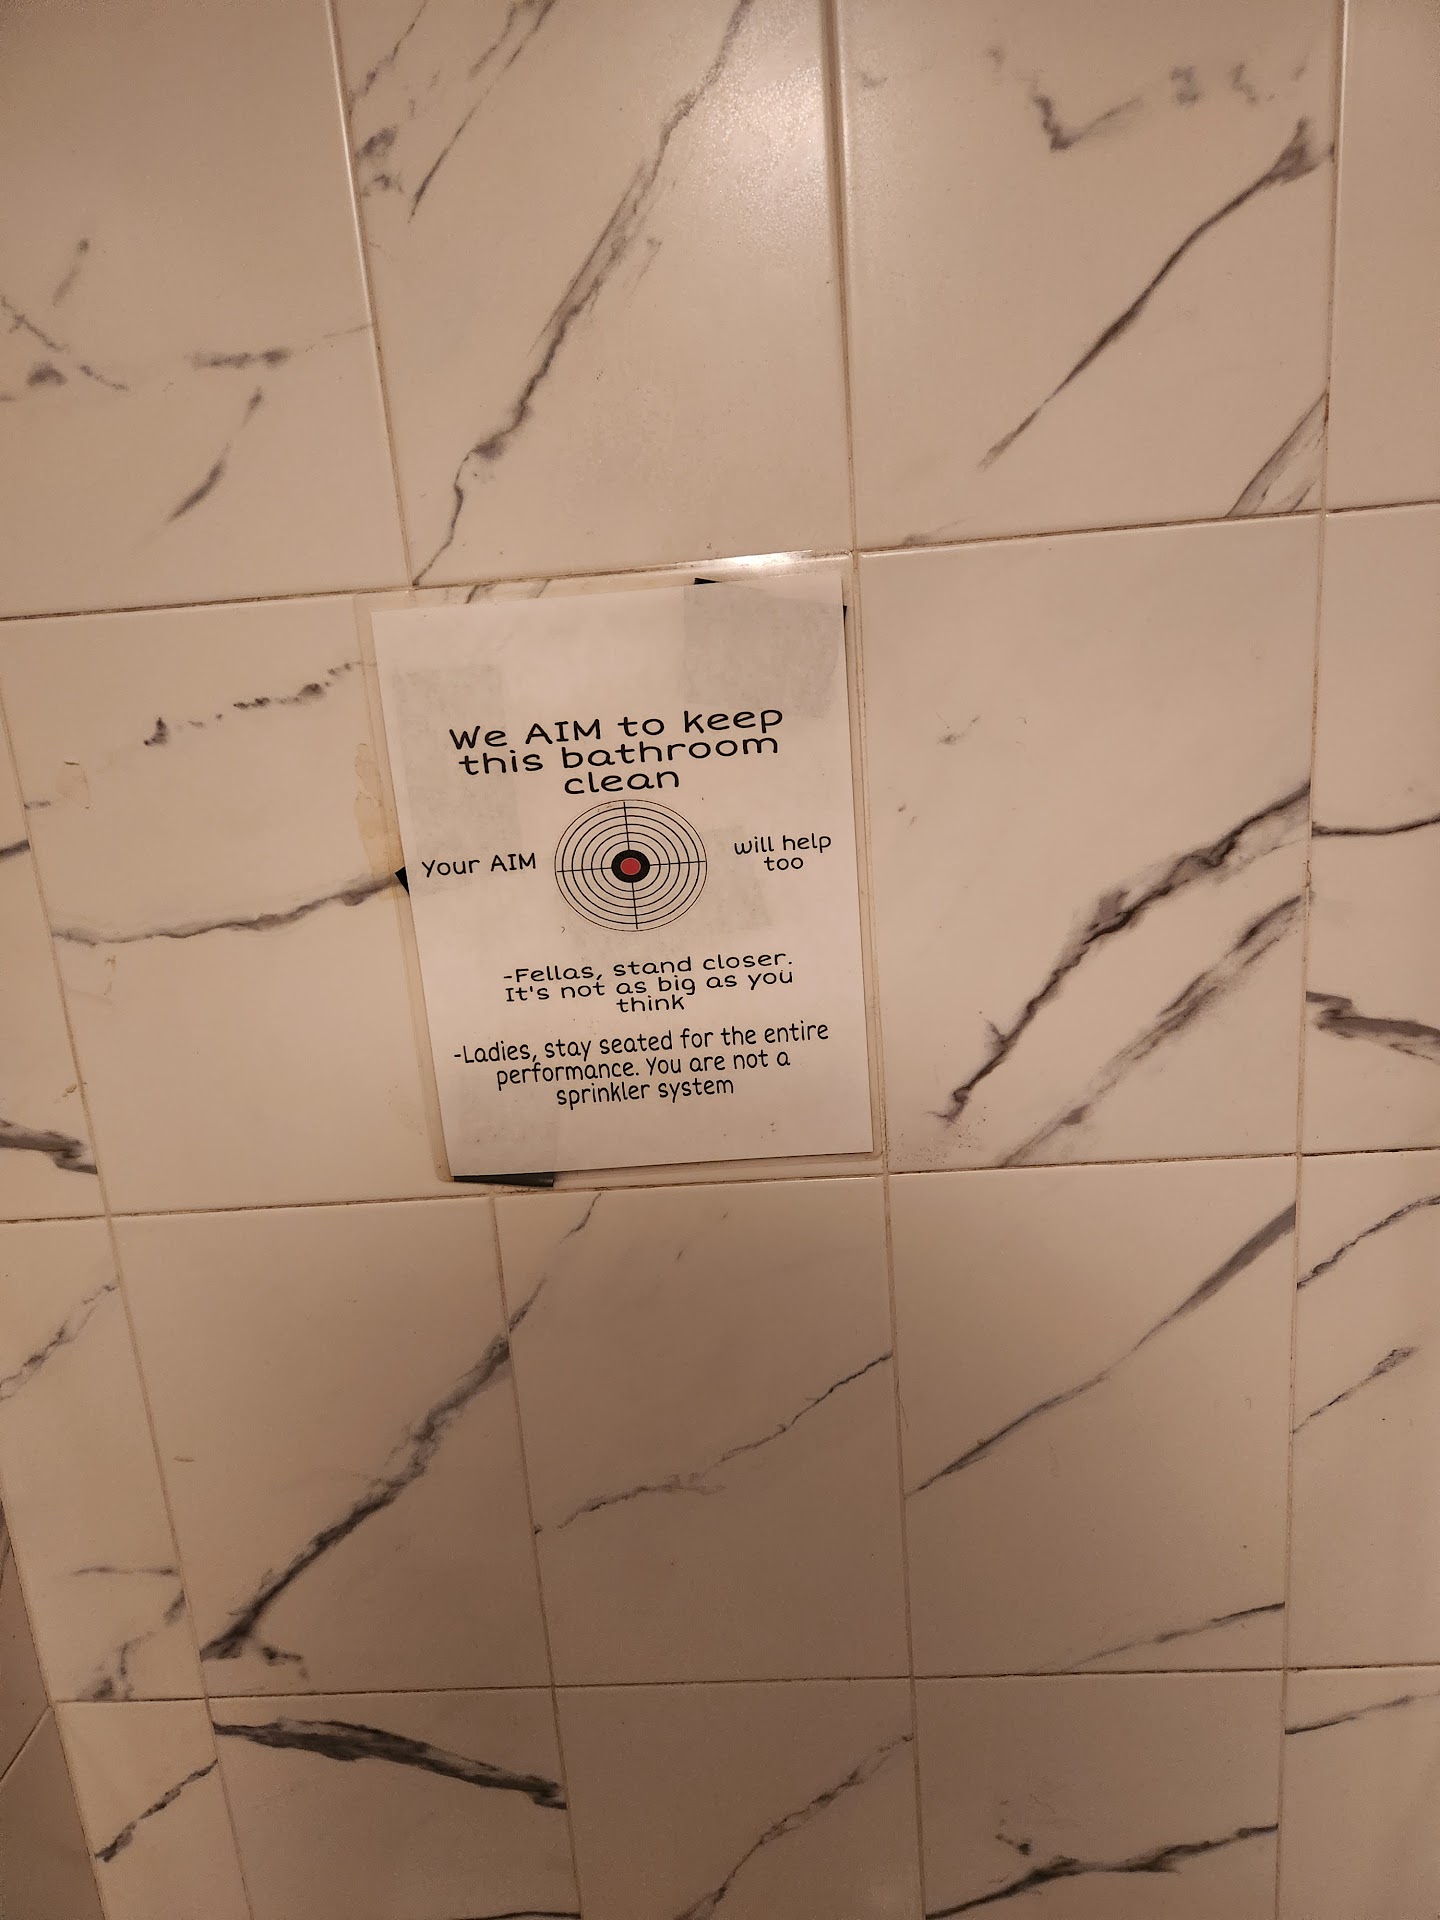 We AIM to keep
this bathroom
clean
Your AIM
will help
too
-Fellas, stand closer.
It's not as big as you
think
-Ladies, stay seated for the entire
performance. You are not a
sprinkler system